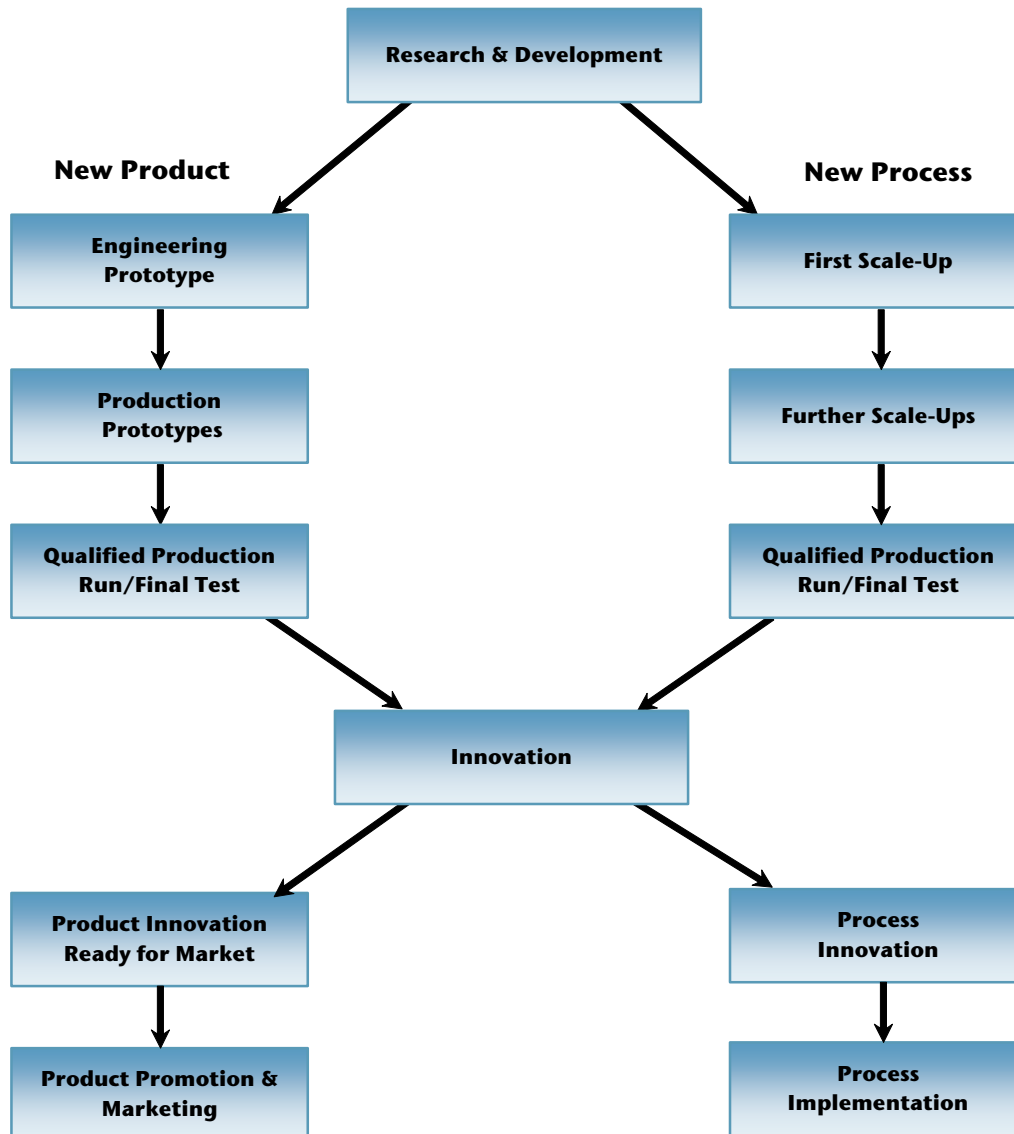 Research & Development
New Product
New Process
Engineering
Prototype
First Scale-Up
Production
Prototypes
Further Scale-Ups
Qualified Production
Run/Final Test
Qualified Production
Run/Final Test
Innovation
Product Innovation
Ready for Market
Process
Innovation
Product Promotion &
Marketing
Process
Implementation